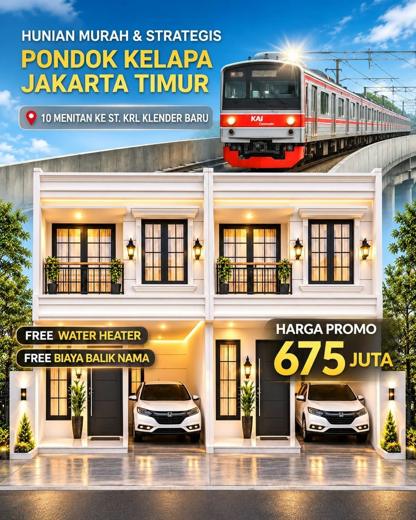 HUNIAN MURAH & STRATEGIS
PONDOK KELAPA
JAKARTA TIMUR
10 MENITAN KE ST. KRL KLENDER BARU
KAI
Commuter
FREE WATER HEATER
FREE BIAYA BALIK NAMA
HARGA PROMO
675 JUTA